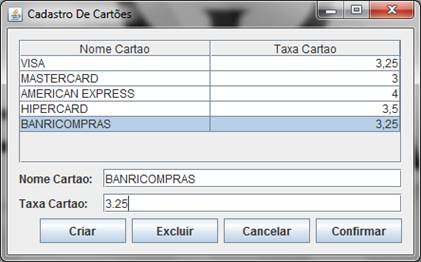 Cadastro De Cartões
Nome Cartao Taxa Cartao
VISA 3,25
MASTERCARD 3
AMERICAN EXPRESS 4
HIPERCARD 3,5
BANRICOMPRAS 3,25
Nome Cartao: BANRICOMPRAS
Taxa Cartao: 3.25
Criar Excluir Cancelar Confirmar